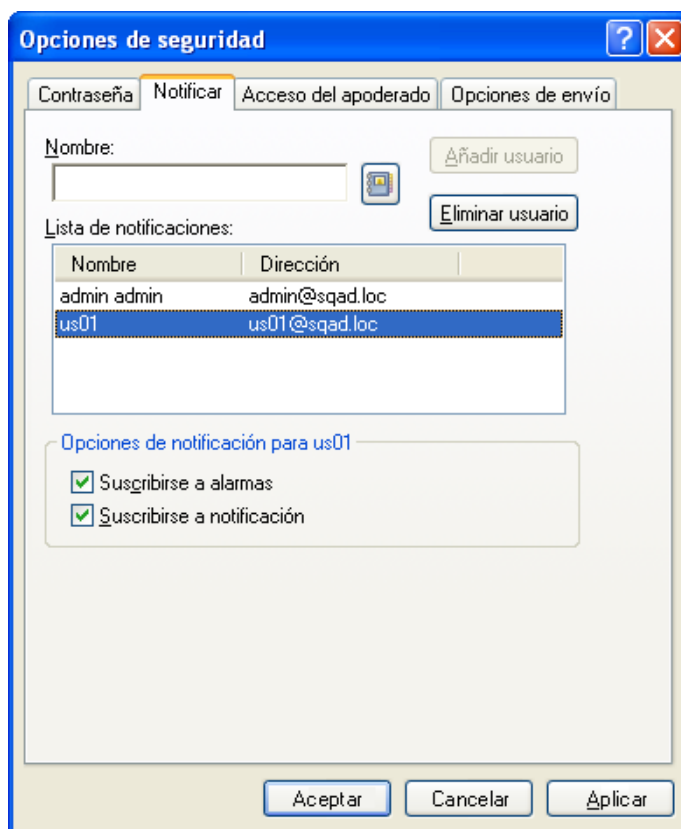 Opciones de seguridad
Contraseña Notificar Acceso del apoderado Opciones de envío
Nombre:
Añadir usuario
Eliminar usuario
Lista de notificaciones:
Nombre Dirección
admin admin admin@sqad.loc
us01 us01@sqad.loc
Opciones de notificación para us01
Suscribirse a alarmas
Suscribirse a notificación
Aceptar Cancelar Aplicar